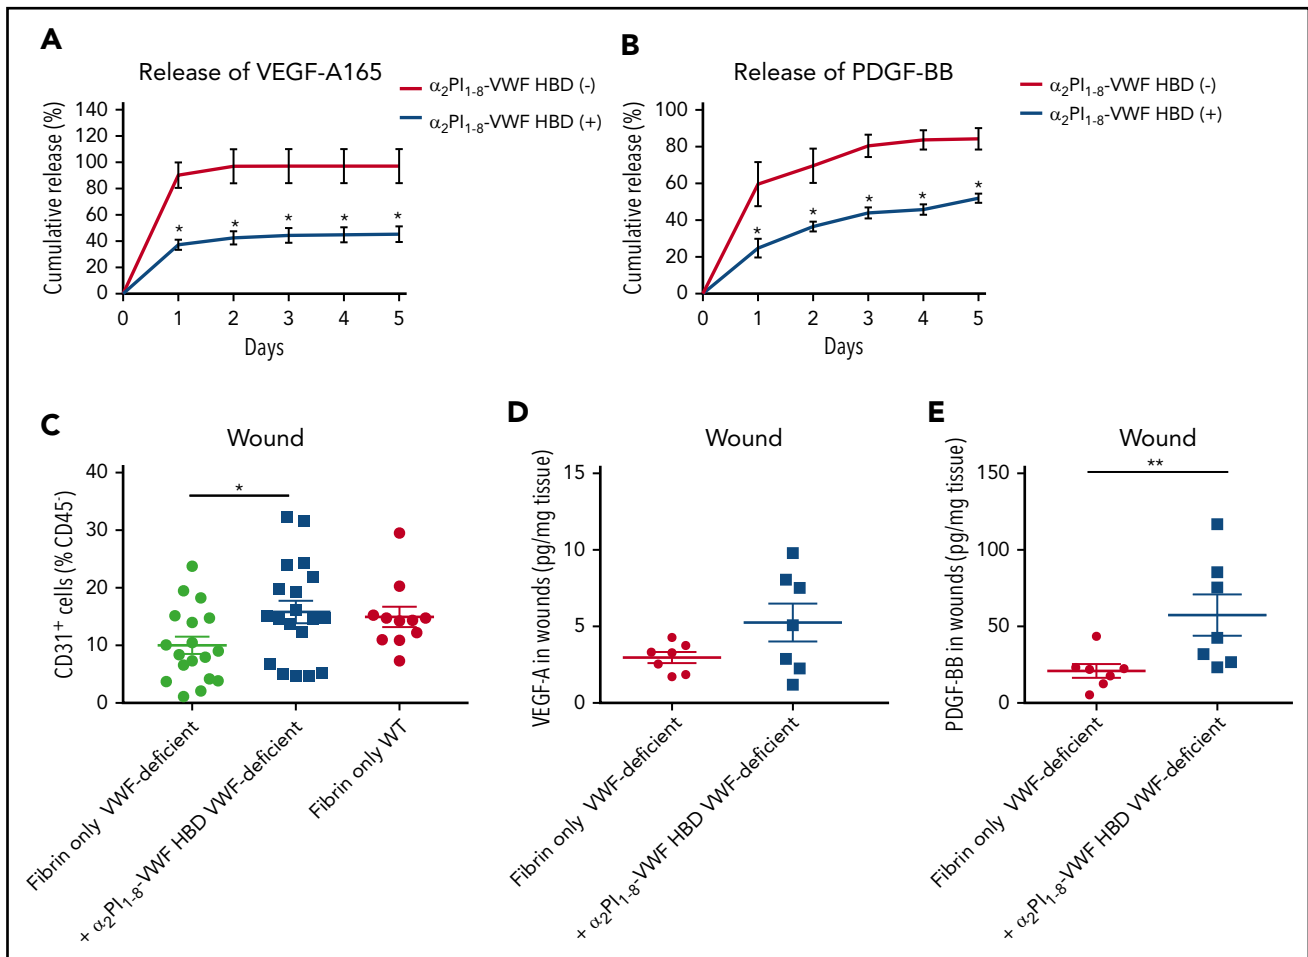 A
Release of VEGF-A165
α2PI1-8-VWF HBD (-)
α2PI1-8-VWF HBD (+)
Cumulative release (%)
140
120
100
80
60
40
20
0
* * * * *
0 1 2 3 4 5
Days
B
Release of PDGF-BB
α2PI1-8-VWF HBD (-)
α2PI1-8-VWF HBD (+)
Cumulative release (%)
100
80
60
40
20
0
* * * * *
0 1 2 3 4 5
Days
C
Wound
CD31+ cells (% CD45-)
40
30
20
10
0
*
Fibrin only VWF-deficient
+ α2PI1-8-VWF HBD VWF-deficient
Fibrin only WT
D
Wound
VEGF-A in wounds (pg/mg tissue)
15
10
5
0
Fibrin only VWF-deficient
+ α2PI1-8-VWF HBD VWF-deficient
E
Wound
PDGF-BB in wounds (pg/mg tissue)
150
100
50
0
**
Fibrin only VWF-deficient
+ α2PI1-8-VWF HBD VWF-deficient